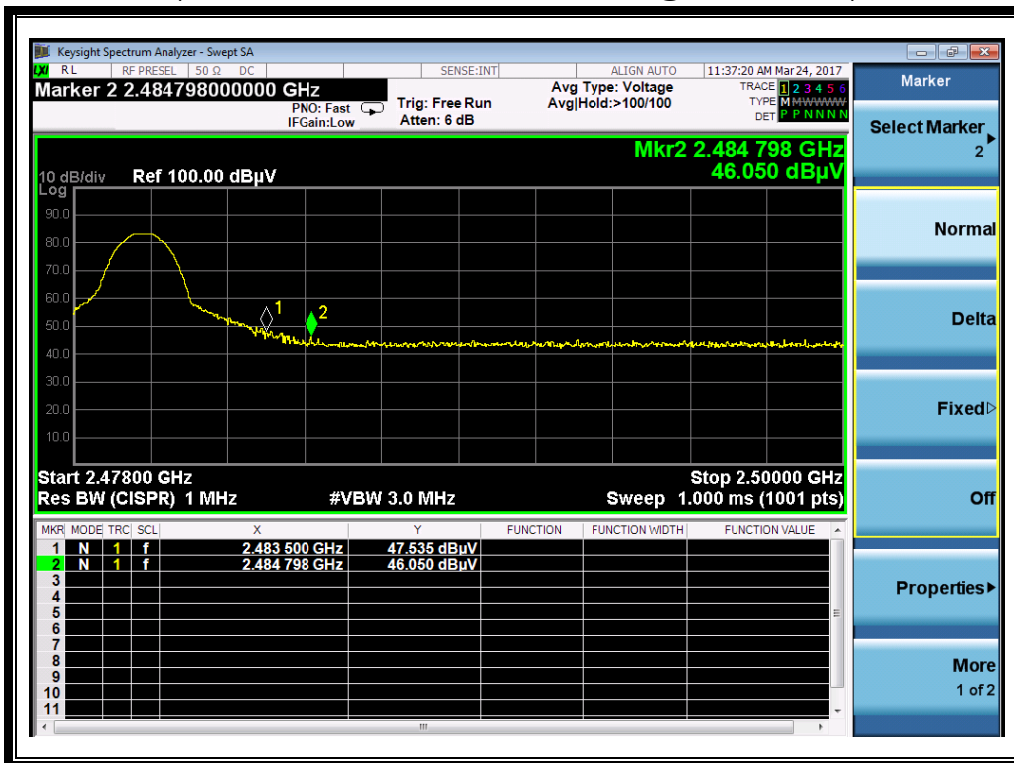 Keysight Spectrum Analyzer - Swept SA
LXI RL RF PRESEL 50 Ω DC SENSE:INT ALIGN AUTO 11:37:20 AM Mar 24, 2017
Marker 2 2.484798000000 GHz
PNO: Fast
IFGain:Low
Trig: Free Run
Atten: 6 dB
Avg Type: Voltage
Avg|Hold:>100/100
TRACE 1 2 3 4 5 6
TYPE M M W W W W
DET P P N N N N
Mkr2 2.484 798 GHz
46.050 dBµV
10 dB/div Ref 100.00 dBµV
Log
90.0
80.0
70.0
60.0
50.0
40.0
30.0
20.0
10.0
1
2
Start 2.47800 GHz Stop 2.50000 GHz
Res BW (CISPR) 1 MHz #VBW 3.0 MHz Sweep 1.000 ms (1001 pts)
MKR MODE TRC SCL X Y FUNCTION FUNCTION WIDTH FUNCTION VALUE
1 N 1 f 2.483 500 GHz 47.535 dBµV
2 N 1 f 2.484 798 GHz 46.050 dBµV
3
4
5
6
7
8
9
10
11
Marker
Select Marker
2
Normal
Delta
Fixed
Off
Properties
More
1 of 2